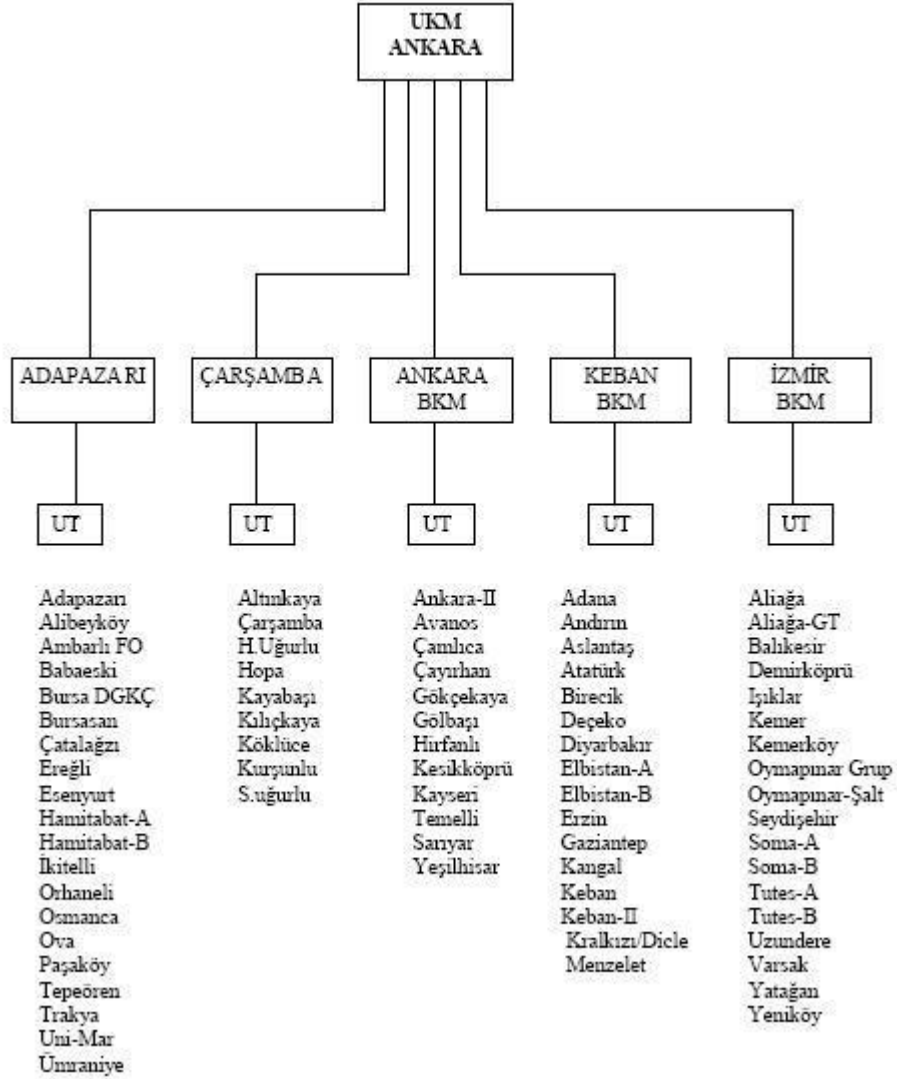 UKM
ANKARA
ADAPAZARI
ÇARŞAMBA
ANKARA
BKM
KEBAN
BKM
İZMİR
BKM
UT
UT
UT
UT
UT
Adapazarı
Alibeyköy
Ambarlı FO
Babaeski
Bursa DGKÇ
Bursasan
Çatalağzı
Ereğli
Esenyurt
Hamitabat-A
Hamitabat-B
İkitelli
Orhaneli
Osmanca
Ova
Paşaköy
Tepeören
Trakya
Uni-Mar
Ümraniye
Altınkaya
Çarşamba
H.Uğurlu
Hopa
Kayabaşı
Kılıçkaya
Köklüce
Kurşunlu
S.uğurlu
Ankara-II
Avanos
Çamlıca
Çayırhan
Gökçekaya
Gölbaşı
Hirfanlı
Kesikköprü
Kayseri
Temelli
Sarıyar
Yeşilhisar
Adana
Andırın
Aslantaş
Atatürk
Birecik
Deçeko
Diyarbakır
Elbistan-A
Elbistan-B
Erzin
Gaziantep
Kangal
Keban
Keban-II
Kralkızı/Dicle
Menzelet
Aliağa
Aliağa-GT
Balıkesir
Demirköprü
Işıklar
Kemer
Kemerköy
Oymapınar Grup
Oymapınar-Şalt
Seydişehir
Soma-A
Soma-B
Tutes-A
Tutes-B
Uzundere
Varsak
Yatağan
Yeniköy